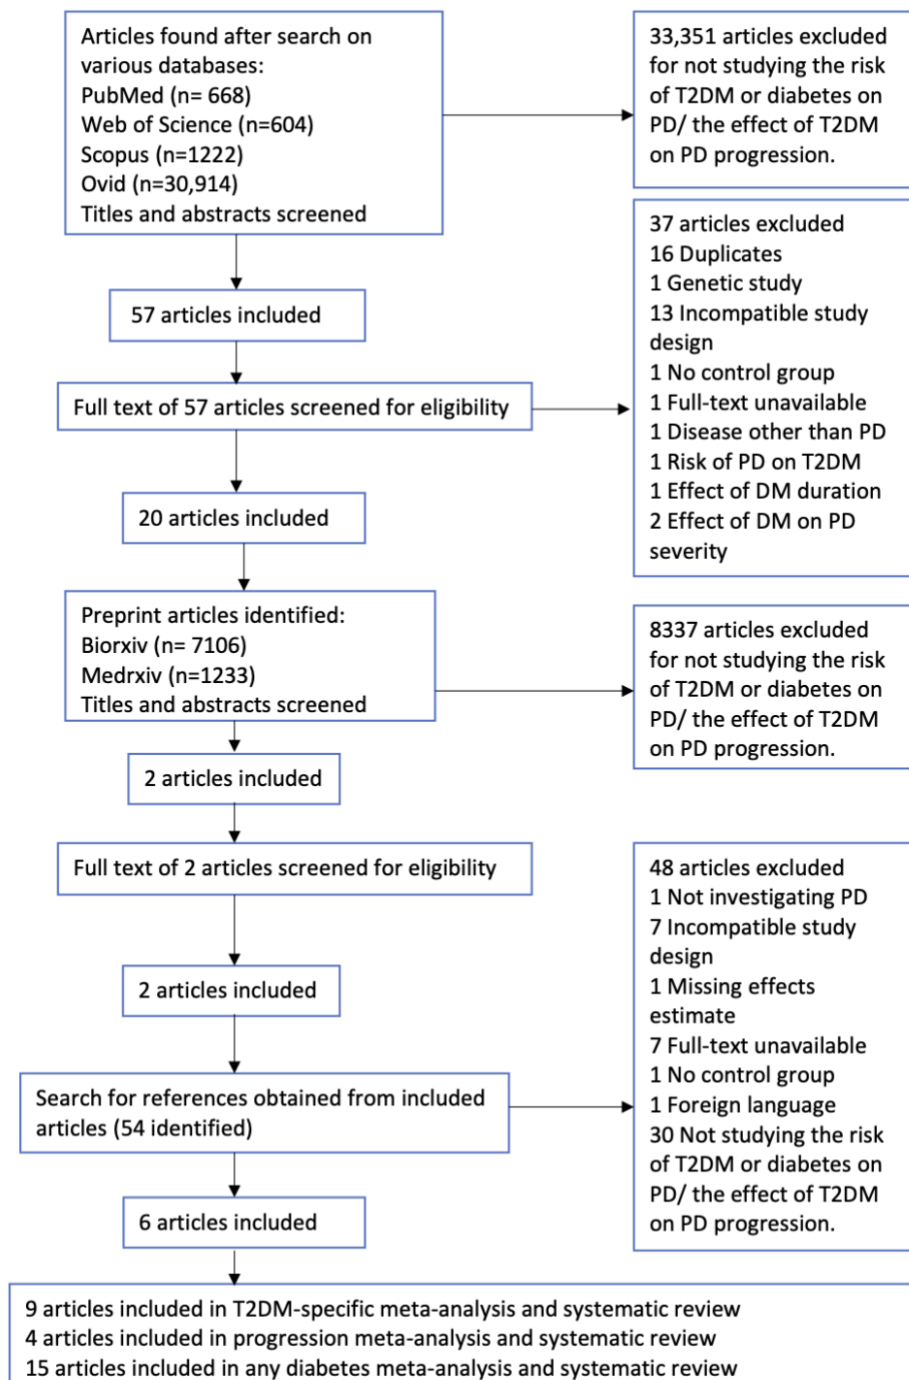 Articles found after search on
various databases:
PubMed (n= 668)
Web of Science (n=604)
Scopus (n=1222)
Ovid (n=30,914)
Titles and abstracts screened
33,351 articles excluded
for not studying the risk
of T2DM or diabetes on
PD/ the effect of T2DM
on PD progression.
57 articles included
Full text of 57 articles screened for eligibility
37 articles excluded
16 Duplicates
1 Genetic study
13 Incompatible study
design
1 No control group
1 Full-text unavailable
1 Disease other than PD
1 Risk of PD on T2DM
1 Effect of DM duration
2 Effect of DM on PD
severity
20 articles included
Preprint articles identified:
Biorxiv (n= 7106)
Medrxiv (n=1233)
Titles and abstracts screened
8337 articles excluded
for not studying the risk
of T2DM or diabetes on
PD/ the effect of T2DM
on PD progression.
2 articles included
Full text of 2 articles screened for eligibility
2 articles included
Search for references obtained from included
articles (54 identified)
48 articles excluded
1 Not investigating PD
7 Incompatible study
design
1 Missing effects
estimate
7 Full-text unavailable
1 No control group
1 Foreign language
30 Not studying the risk
of T2DM or diabetes on
PD/ the effect of T2DM
on PD progression.
6 articles included
9 articles included in T2DM-specific meta-analysis and systematic review
4 articles included in progression meta-analysis and systematic review
15 articles included in any diabetes meta-analysis and systematic review